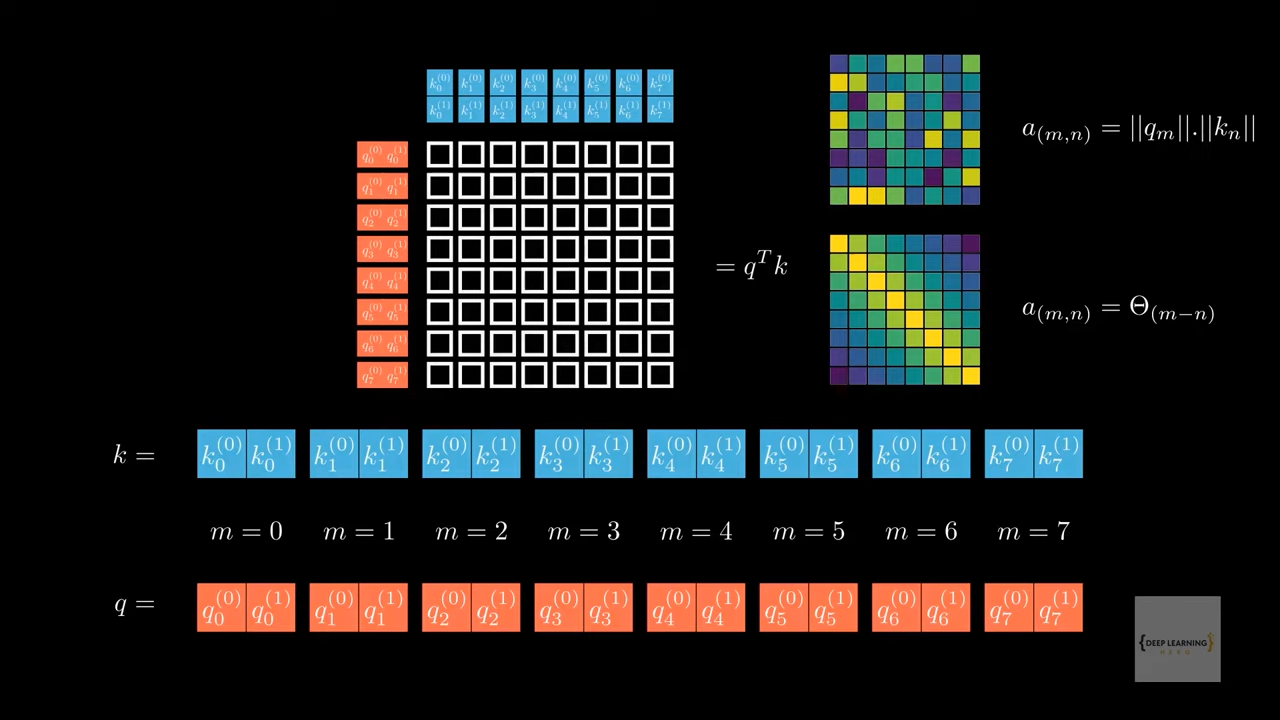 k_0^{(0)} k_1^{(0)} k_2^{(0)} k_3^{(0)} k_4^{(0)} k_5^{(0)} k_6^{(0)} k_7^{(0)}
k_0^{(1)} k_1^{(1)} k_2^{(1)} k_3^{(1)} k_4^{(1)} k_5^{(1)} k_6^{(1)} k_7^{(1)}
q_0^{(0)} q_0^{(1)}
q_1^{(0)} q_1^{(1)}
q_2^{(0)} q_2^{(1)}
q_3^{(0)} q_3^{(1)}
q_4^{(0)} q_4^{(1)}
q_5^{(0)} q_5^{(1)}
q_6^{(0)} q_6^{(1)}
q_7^{(0)} q_7^{(1)}
= q^T k
a_{(m,n)} = ||q_m||.||k_n||
a_{(m,n)} = Θ_{(m-n)}
k = k_0^{(0)} k_0^{(1)} k_1^{(0)} k_1^{(1)} k_2^{(0)} k_2^{(1)} k_3^{(0)} k_3^{(1)} k_4^{(0)} k_4^{(1)} k_5^{(0)} k_5^{(1)} k_6^{(0)} k_6^{(1)} k_7^{(0)} k_7^{(1)}
m = 0 m = 1 m = 2 m = 3 m = 4 m = 5 m = 6 m = 7
q = q_0^{(0)} q_0^{(1)} q_1^{(0)} q_1^{(1)} q_2^{(0)} q_2^{(1)} q_3^{(0)} q_3^{(1)} q_4^{(0)} q_4^{(1)} q_5^{(0)} q_5^{(1)} q_6^{(0)} q_6^{(1)} q_7^{(0)} q_7^{(1)}
{DEEP LEARNING}
HERO